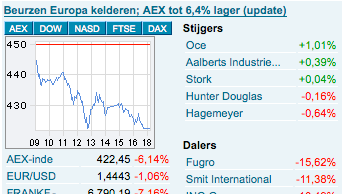 Beurzen Europa kelderen; AEX tot 6,4% lager (update)
AEX DOW NASD FTSE DAX
450
440
430
09 10 11 12 13 14 15 16 17 18
AEX-inde 422,45 -6,14%
EUR/USD 1,4443 -1,06%
FRANKF 6.790,19 -7,16%
Stijgers
Oce +1,01%
Aalberts Industrie... +0,39%
Stork +0,04%
Hunter Douglas -0,16%
Hagemeyer -0,64%
Dalers
Fugro -15,62%
Smit International -11,38%